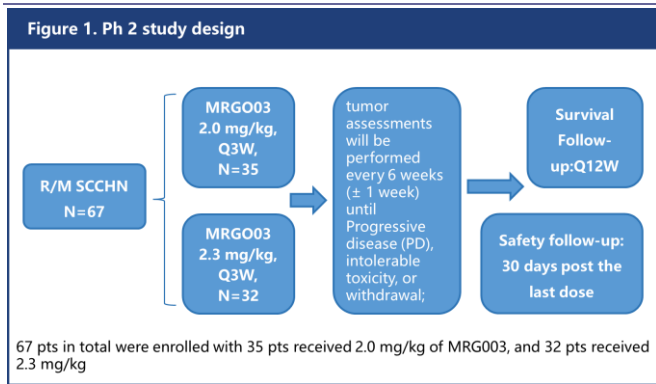 Figure 1. Ph 2 study design
R/M SCCHN
N=67
MRGO03
2.0 mg/kg,
Q3W,
N=35
MRGO03
2.3 mg/kg,
Q3W,
N=32
tumor
assessments
will be
performed
every 6 weeks
(± 1 week)
until
Progressive
disease (PD),
intolerable
toxicity, or
withdrawal;
Survival
Follow-
up:Q12W
Safety follow-up:
30 days post the
last dose
67 pts in total were enrolled with 35 pts received 2.0 mg/kg of MRG003, and 32 pts received
2.3 mg/kg